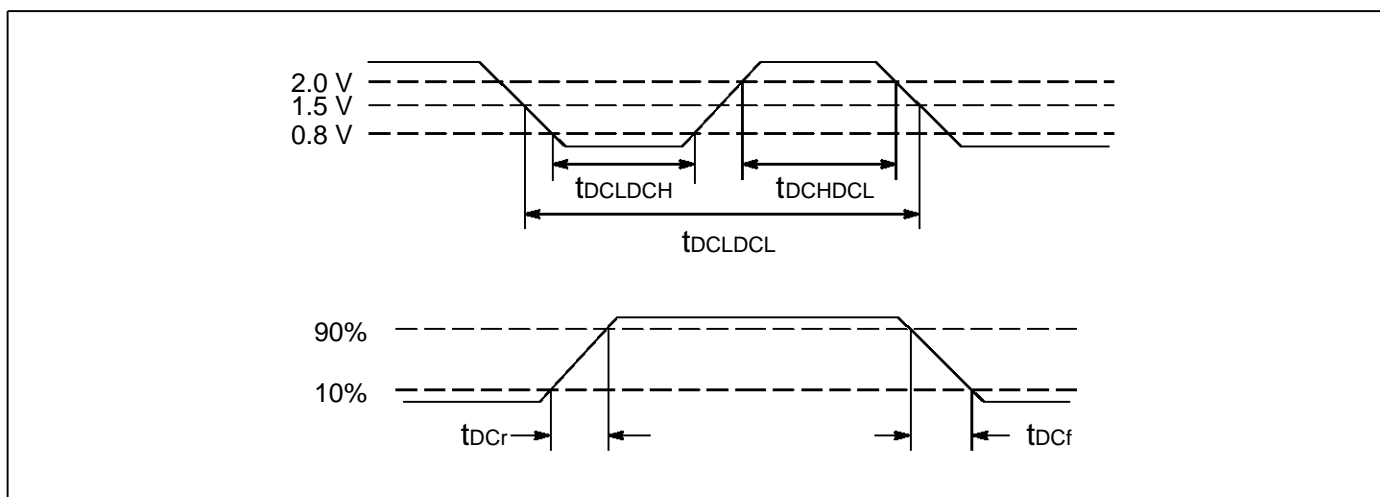 2.0 V
1.5 V
0.8 V
tDCLDCH
tDCHDCL
tDCLDCL
90%
10%
tDCr
tDCf